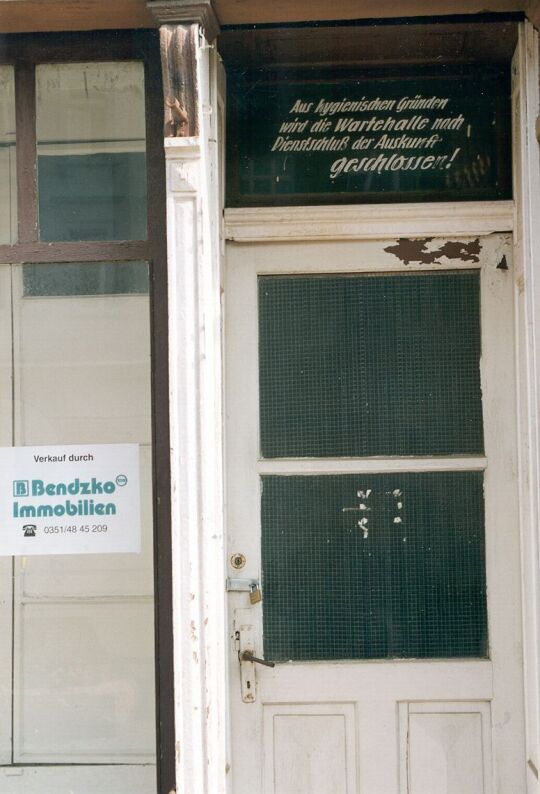 Aus hygienischen Gründen
wird die Wartehalle nach
Dienstschluß der Auskunft
geschlossen!
Verkauf durch
B Bendzko
Immobilien
☎ 0351/48 45 209